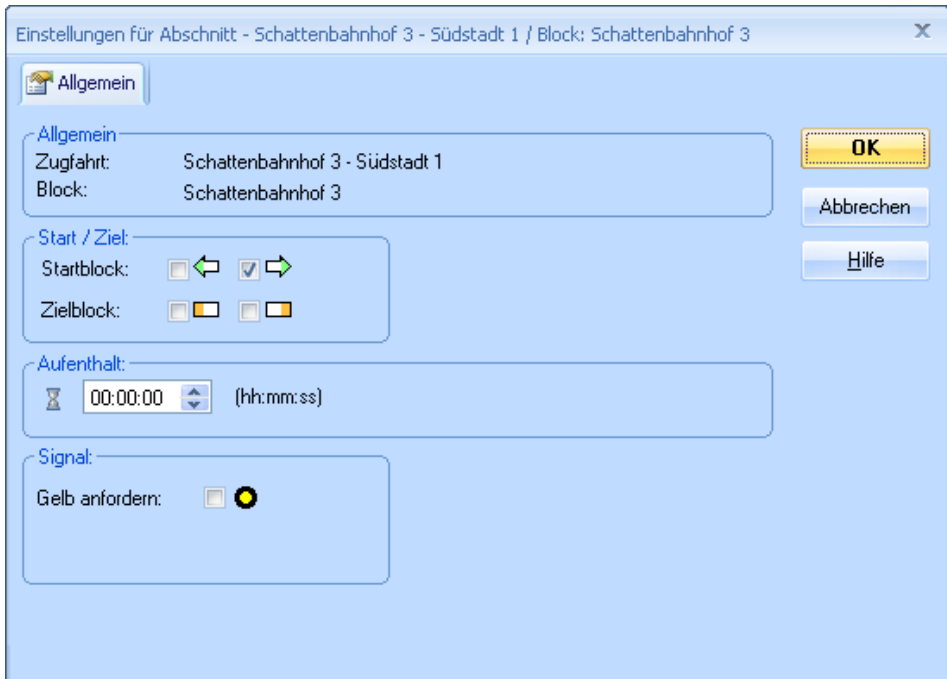 Einstellungen für Abschnitt - Schattenbahnhof 3 - Südstadt 1 / Block: Schattenbahnhof 3
Allgemein
Allgemein
Zugfahrt: Schattenbahnhof 3 - Südstadt 1
Block: Schattenbahnhof 3
OK
Abbrechen
Hilfe
Start / Ziel:
Startblock:
Zielblock:
Aufenthalt:
00:00:00 (hh:mm:ss)
Signal:
Gelb anfordern: